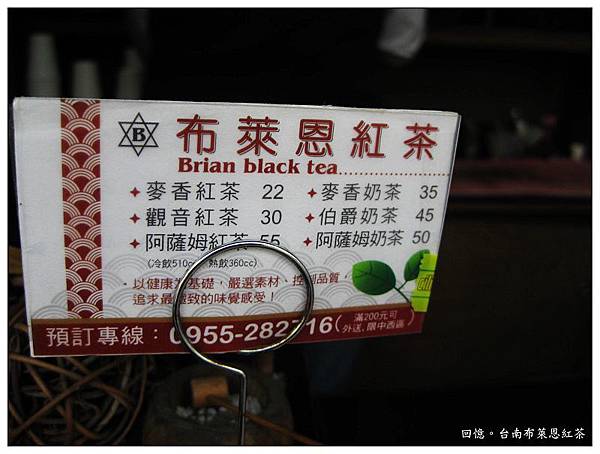 B
布萊恩紅茶
Brian black tea
麥香紅茶 22
麥香奶茶 35
觀音紅茶 30
伯爵奶茶 45
阿薩姆紅茶 55
阿薩姆奶茶 50
(冷飲510cc 熱飲360cc)
以健康為基礎，嚴選素材、控制品質，
追求最極致的味覺感受！
預訂專線：0955-282716(滿200元可
外送,限中西區)
回憶。台南布萊恩紅茶